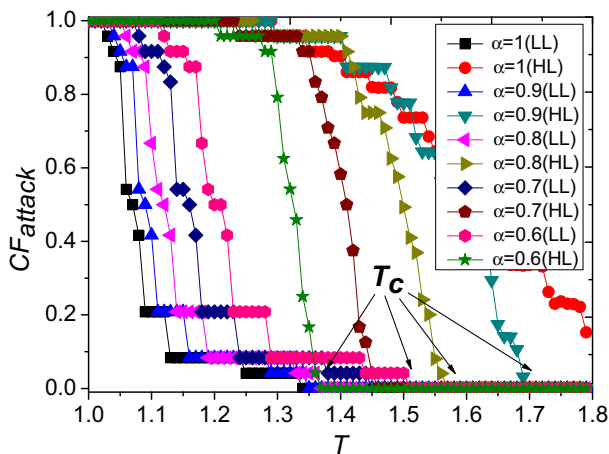 CFattack
1.0
0.8
0.6
0.4
0.2
0.0
α=1(LL)
α=1(HL)
α=0.9(LL)
α=0.9(HL)
α=0.8(LL)
α=0.8(HL)
α=0.7(LL)
α=0.7(HL)
α=0.6(LL)
α=0.6(HL)
Tc
1.0 1.1 1.2 1.3 1.4 1.5 1.6 1.7 1.8
T